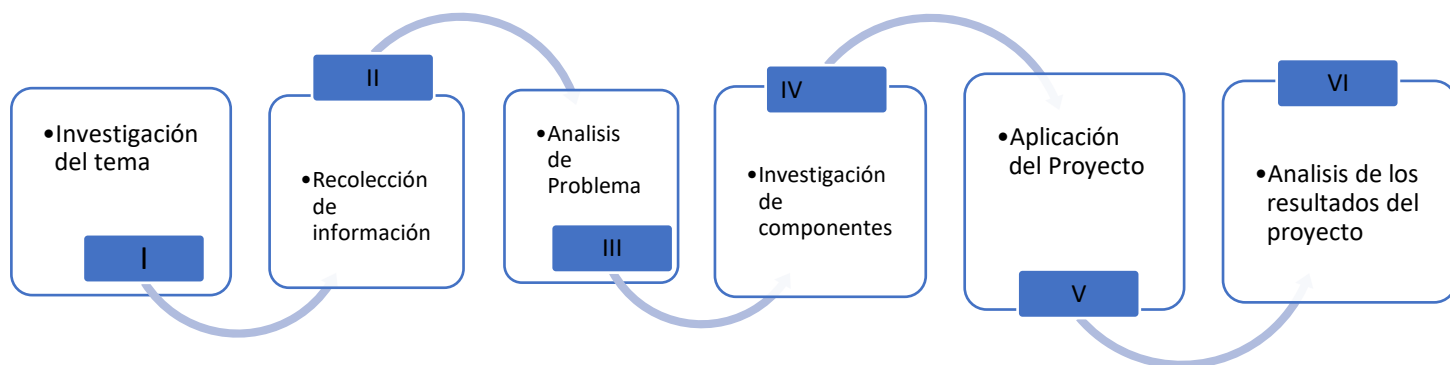 •Investigación
del tema
I
II
•Recolección
de
información
•Analisis
de
Problema
III
IV
•Investigación
de
componentes
•Aplicación
del Proyecto
V
VI
•Analisis de los
resultados del
proyecto